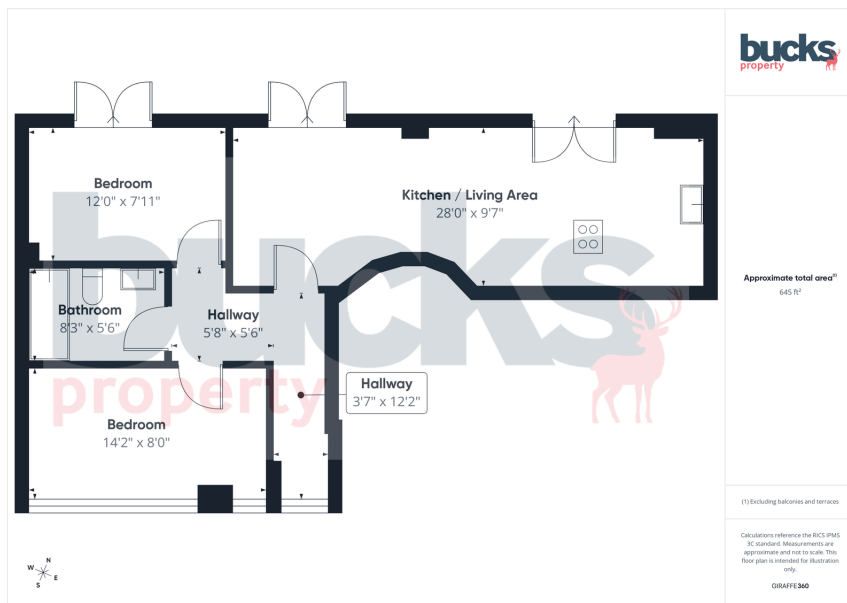 bucks
property
Bedroom
12'0" x 7'11"
Kitchen / Living Area
28'0" x 9'7"
Bathroom
8'3" x 5'6"
Hallway
5'8" x 5'6"
Hallway
3'7" x 12'2"
Bedroom
14'2" x 8'0"
bucks
property
N
W
E
S
Approximate total area(1)
645 ft²
(1) Excluding balconies and terraces
Calculations reference the RICS IPMS
3C standard. Measurements are
approximate and not to scale. This
floor plan is intended for illustration
only.
GIRAFFE360